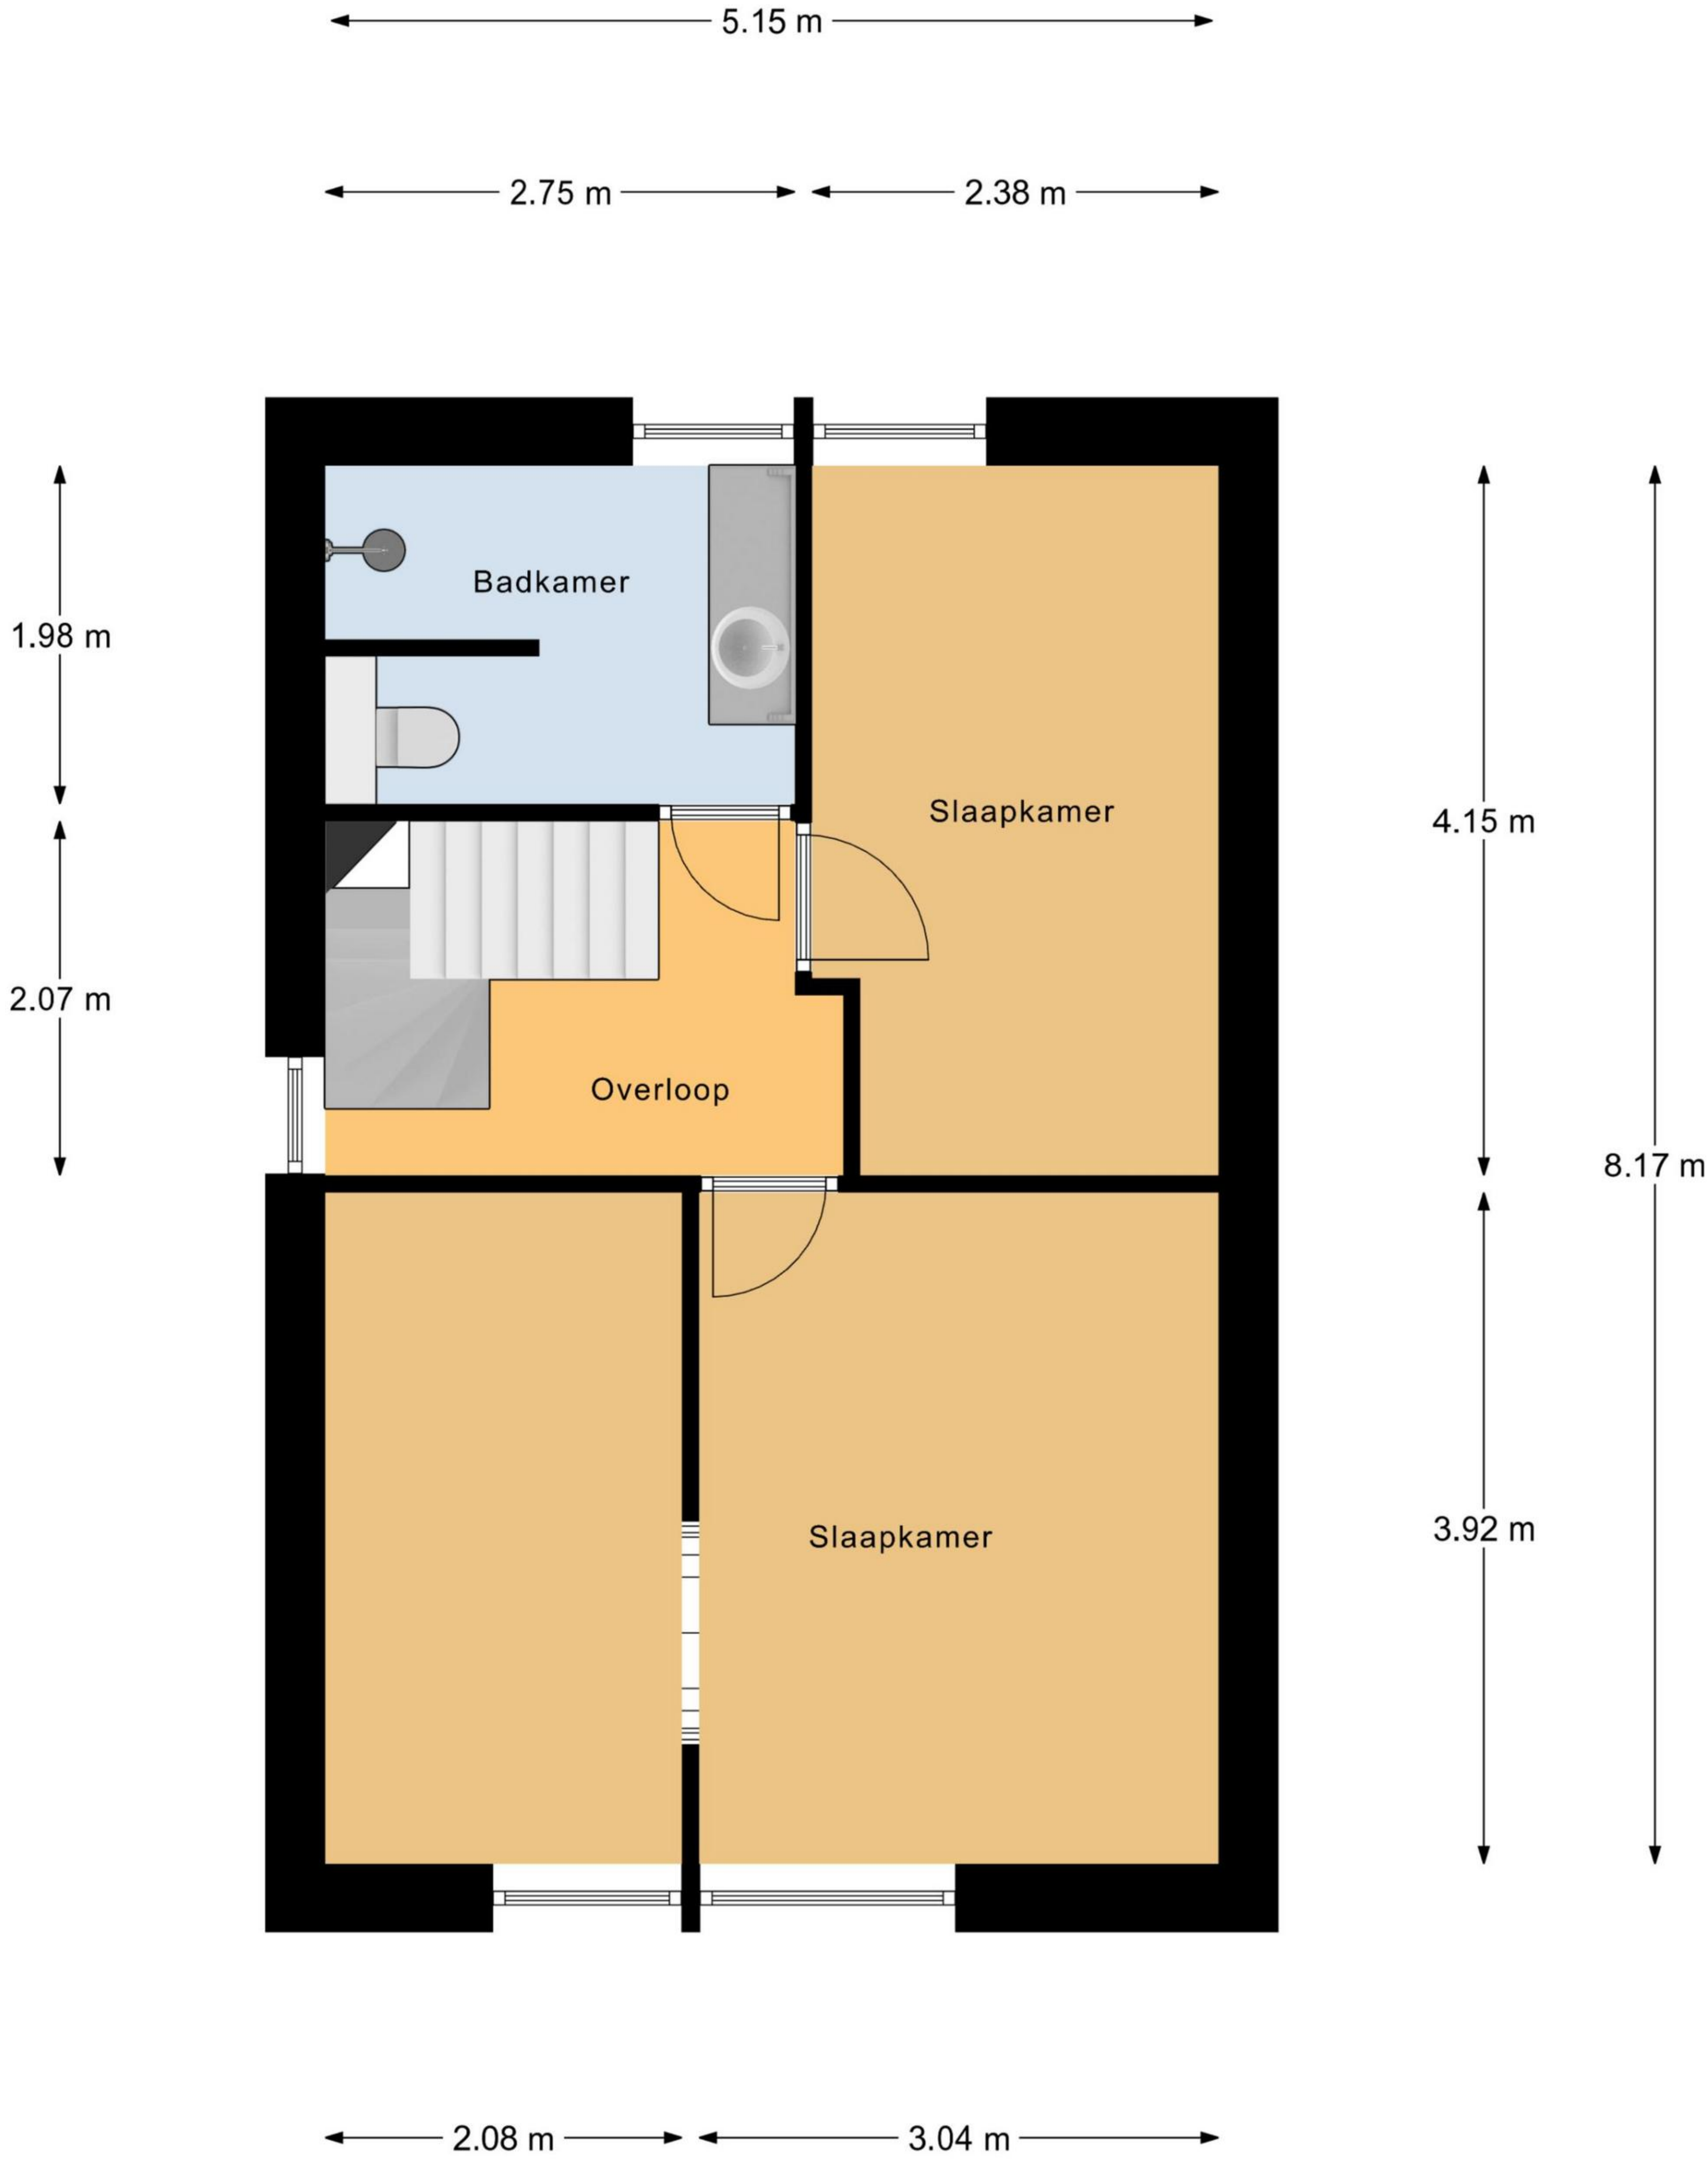 5.15 m
2.75 m
2.38 m
Badkamer
1.98 m
Slaapkamer
4.15 m
2.07 m
Overloop
8.17 m
3.92 m
Slaapkamer
2.08 m
3.04 m